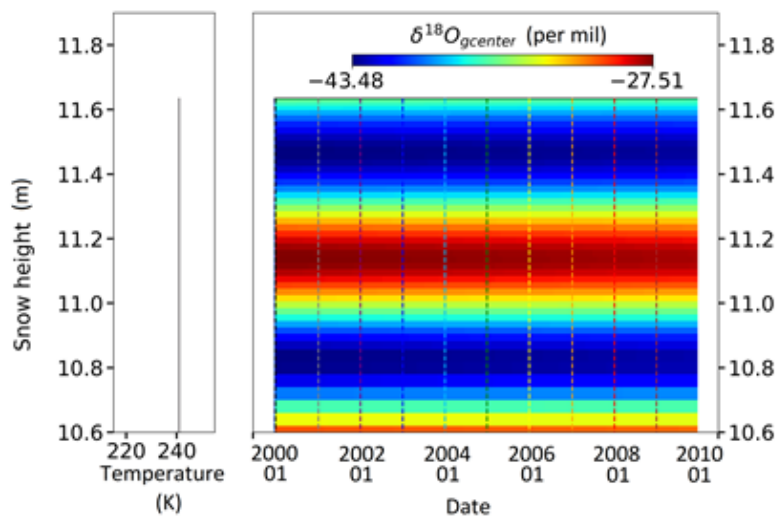 δ¹⁸O_gcenter (per mil)
−43.48 −27.51
11.8 11.8
11.6 11.6
11.4 11.4
11.2 11.2
11.0 11.0
10.8 10.8
10.6 10.6
Snow height (m)
220 240
Temperature
(K)
2000 2002 2004 2006 2008 2010
01 01 01 01 01 01
Date